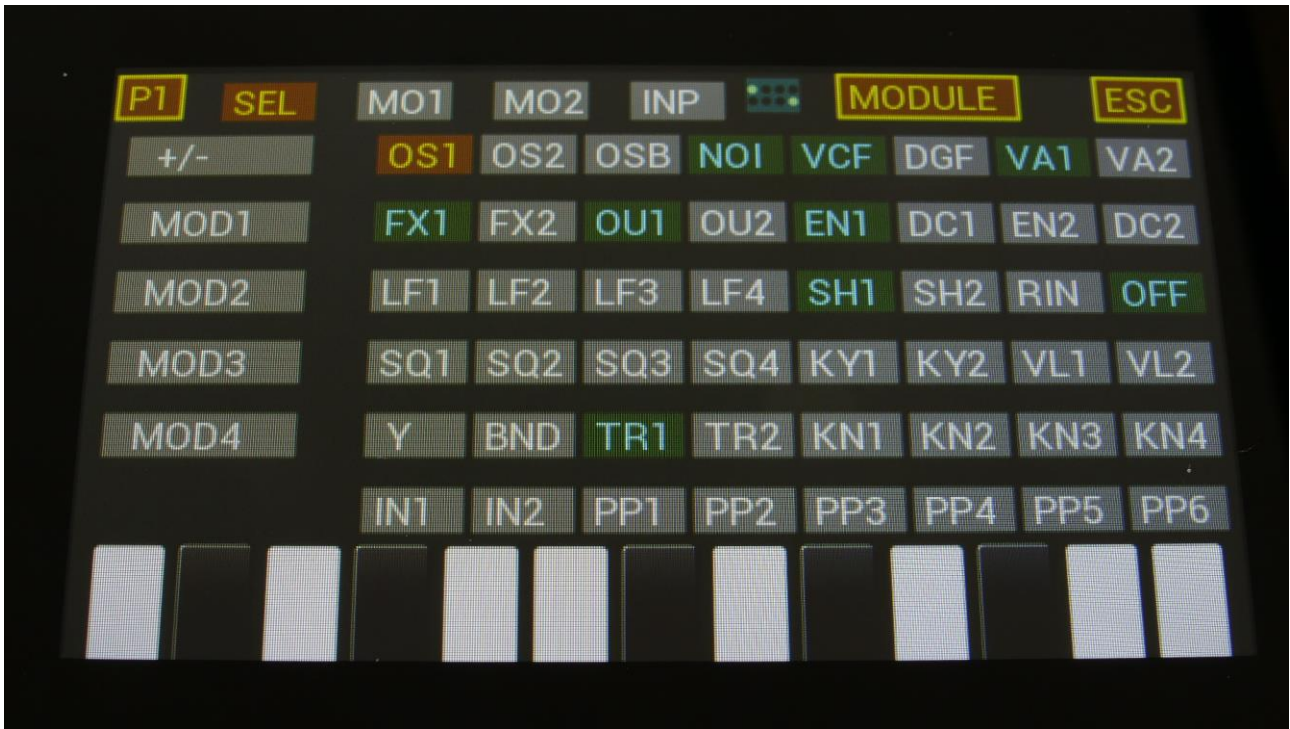 P1 SEL MO1 MO2 INP MODULE ESC
+/- OS1 OS2 OSB NOI VCF DGF VA1 VA2
MOD1 FX1 FX2 OU1 OU2 EN1 DC1 EN2 DC2
MOD2 LF1 LF2 LF3 LF4 SH1 SH2 RIN OFF
MOD3 SQ1 SQ2 SQ3 SQ4 KY1 KY2 VL1 VL2
MOD4 Y BND TR1 TR2 KN1 KN2 KN3 KN4
IN1 IN2 PP1 PP2 PP3 PP4 PP5 PP6